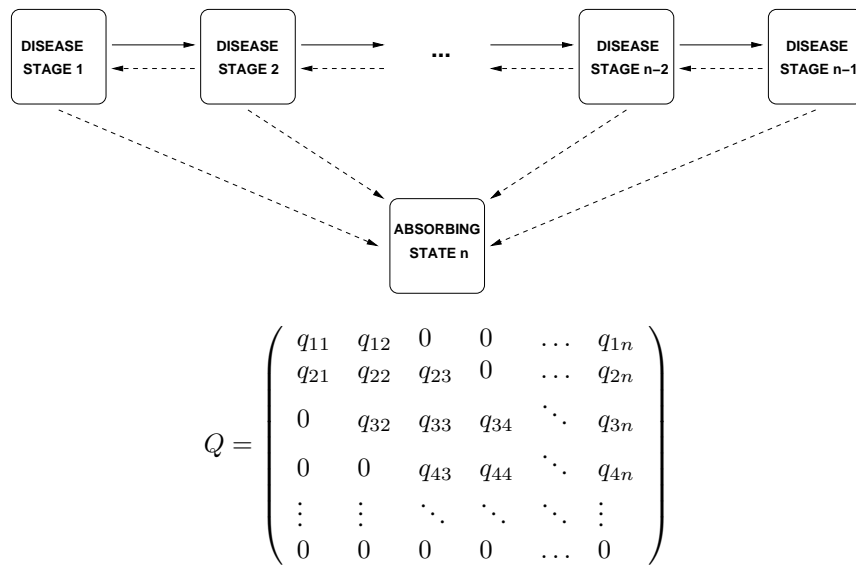 DISEASE STAGE 1
DISEASE STAGE 2
...
DISEASE STAGE n−2
DISEASE STAGE n−1
ABSORBING STATE n
Q =
q₁₁ q₁₂ 0 0 … q₁ₙ
q₂₁ q₂₂ q₂₃ 0 … q₂ₙ
0 q₃₂ q₃₃ q₃₄ ⋱ q₃ₙ
0 0 q₄₃ q₄₄ ⋱ q₄ₙ
⋮ ⋮ ⋱ ⋱ ⋱ ⋮
0 0 0 0 … 0